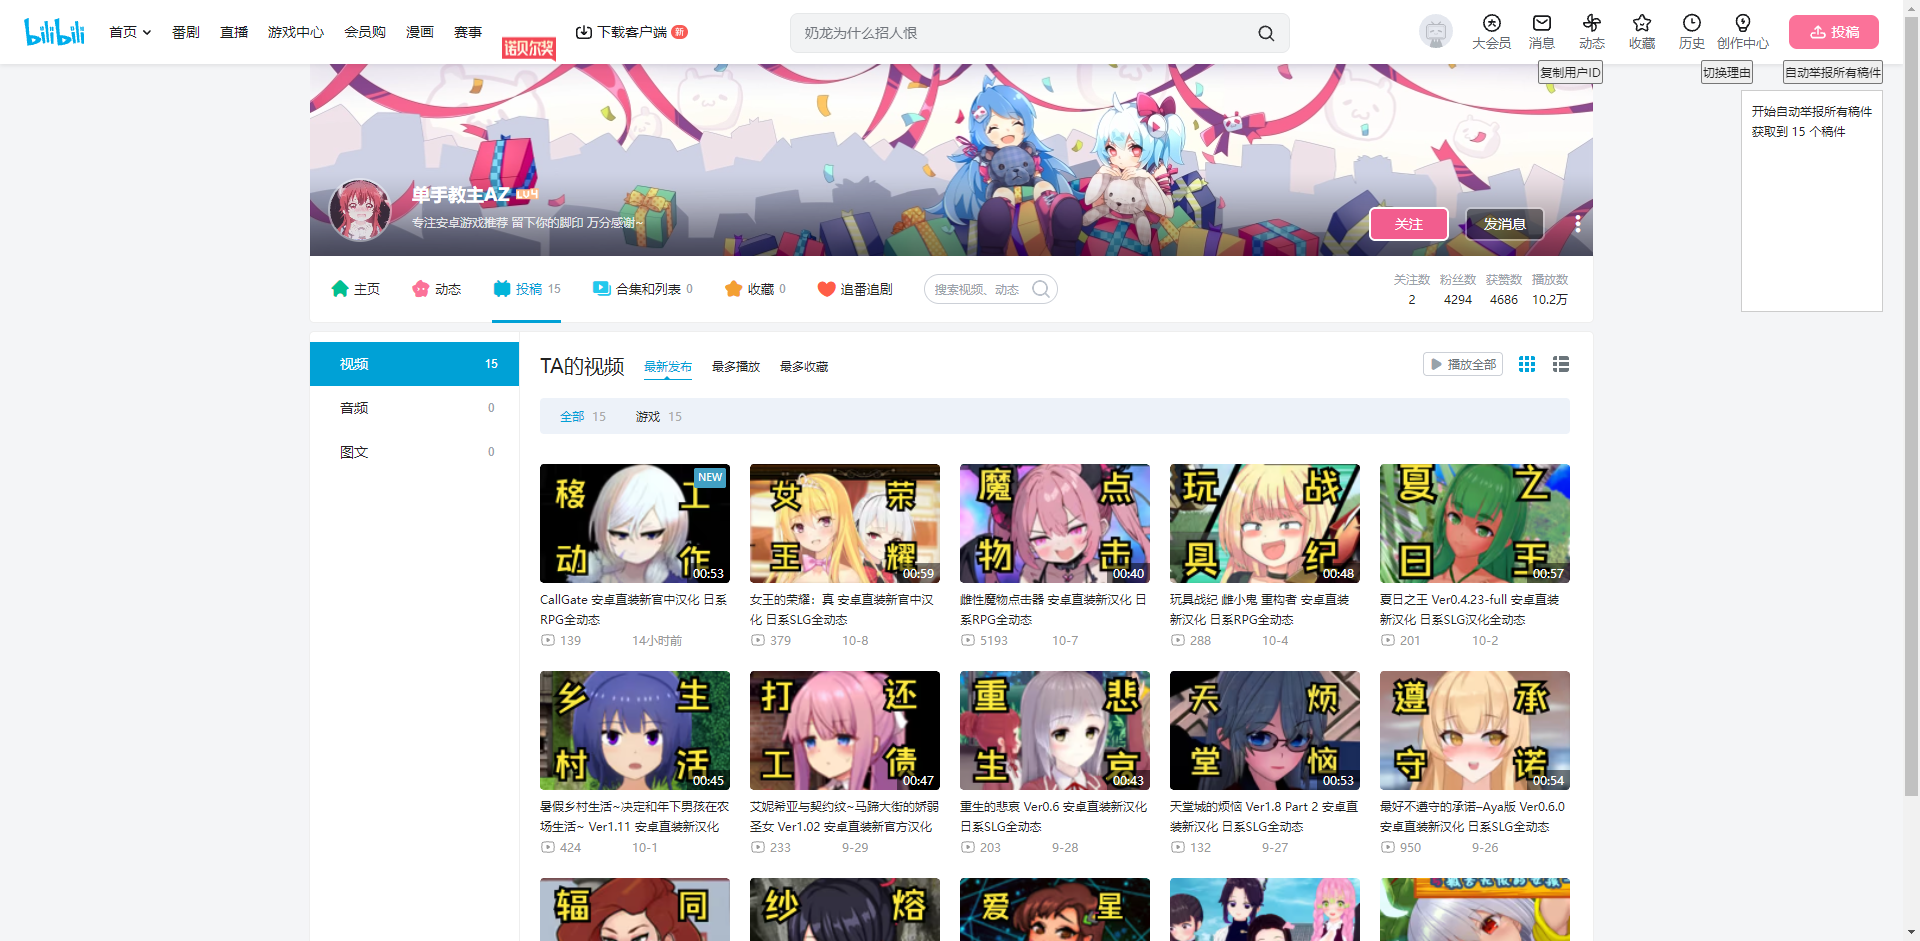 bilibili
首页
番剧
直播
游戏中心
会员购
漫画
赛事
诺贝尔奖
下载客户端
新
奶龙为什么招人恨
大会员
消息
动态
收藏
历史
创作中心
投稿
复制用户ID
切换理由
自动举报所有稿件
开始自动举报所有稿件
获取到 15 个稿件
单手教主AZ LV4
专注安卓游戏推荐 留下你的脚印 万分感谢~
关注
发消息
主页
动态
投稿 15
合集和列表 0
收藏 0
追番追剧
搜索视频、动态
关注数 粉丝数 获赞数 播放数
2 4294 4686 10.2万
视频 15
音频 0
图文 0
TA的视频
最新发布
最多播放
最多收藏
播放全部
全部 15
游戏 15
移动工作
NEW
00:53
女王荣耀
00:59
魔物点击
00:40
玩具战纪
00:48
夏日之王
00:57
CallGate 安卓直装新官中汉化 日系
RPG全动态
139 14小时前
女王的荣耀：真 安卓直装新官中汉
化 日系SLG全动态
379 10-8
雌性魔物点击器 安卓直装新汉化 日
系RPG全动态
5193 10-7
玩具战纪 雌小鬼 重构者 安卓直装
新汉化 日系RPG全动态
288 10-4
夏日之王 Ver0.4.23-full 安卓直装
新汉化 日系SLG汉化全动态
201 10-2
乡村生活
00:45
打工还债
00:47
重生悲哀
00:43
天堂烦恼
00:53
遵守承诺
00:54
暑假乡村生活~决定和年下男孩在农
场生活~ Ver1.11 安卓直装新汉化
424 10-1
艾妮希亚与契约纹~马蹄大街的娇弱
圣女 Ver1.02 安卓直装新官方汉化
233 9-29
重生的悲哀 Ver0.6 安卓直装新汉化
日系SLG全动态
203 9-28
天堂域的烦恼 Ver1.8 Part 2 安卓直
装新汉化 日系SLG全动态
132 9-27
最好不遵守的承诺–Aya版 Ver0.6.0
安卓直装新汉化 日系SLG全动态
950 9-26
辐 同
纱 熔
爱 星